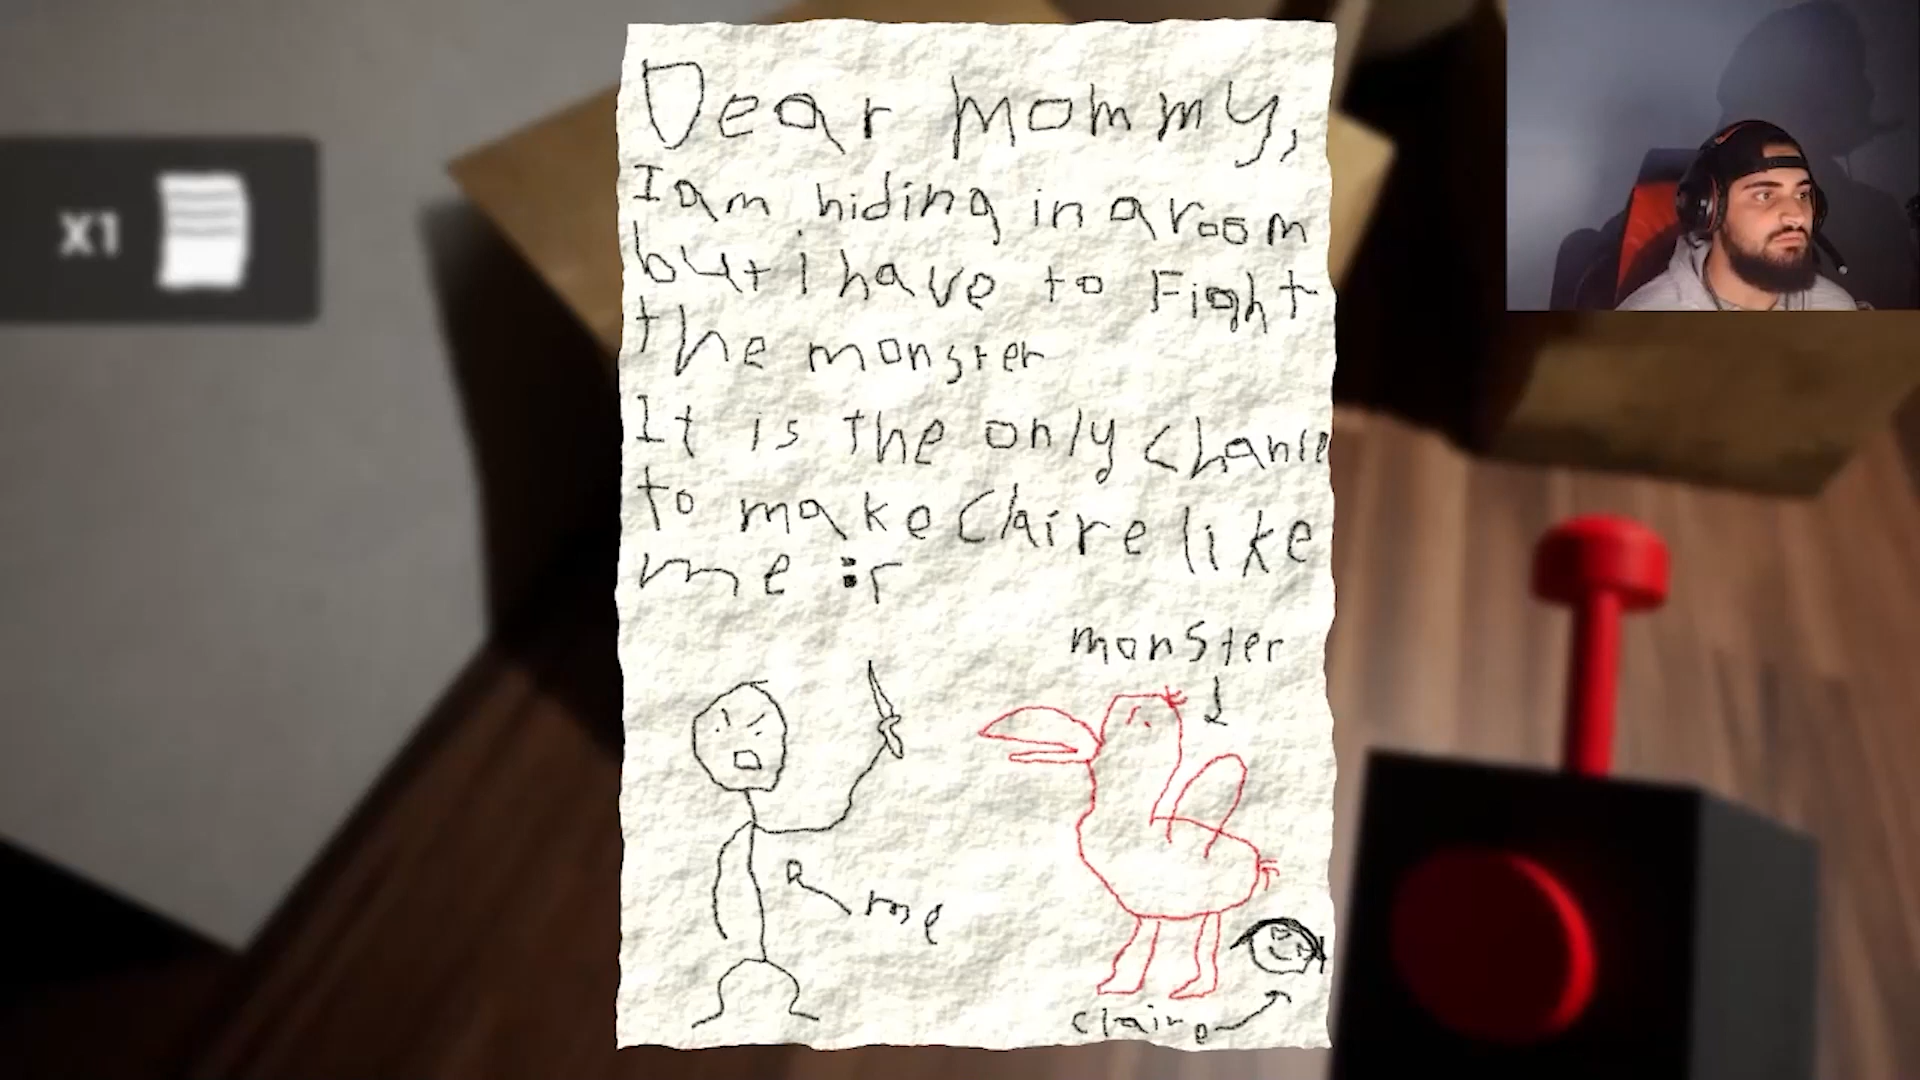 X1
Dear Mommy,
I am hiding in a room
but i have to Fight
the monster
It is the only chance
to make Claire like
me :r
monster
me
claire